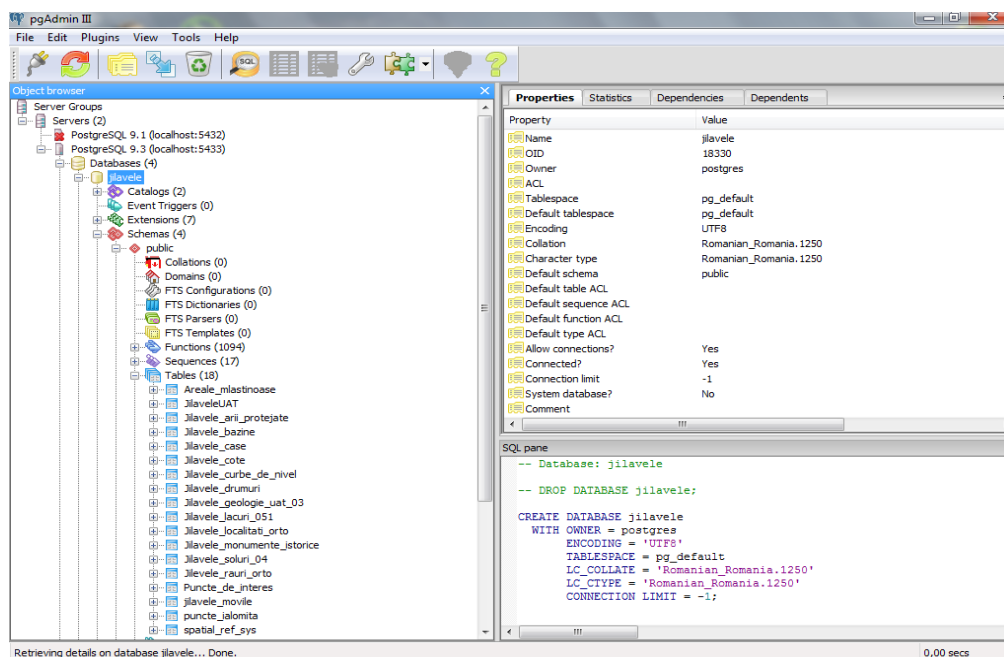 pgAdmin III
File Edit Plugins View Tools Help
SQL
Object browser
Server Groups
Servers (2)
PostgreSQL 9.1 (localhost:5432)
PostgreSQL 9.3 (localhost:5433)
Databases (4)
jilavele
Catalogs (2)
Event Triggers (0)
Extensions (7)
Schemas (4)
public
Collations (0)
Domains (0)
FTS Configurations (0)
FTS Dictionaries (0)
FTS Parsers (0)
FTS Templates (0)
Functions (1094)
Sequences (17)
Tables (18)
Areale_mlastinoase
JilaveleUAT
Jilavele_arii_protejate
Jilavele_bazine
Jilavele_case
Jilavele_cote
Jilavele_curbe_de_nivel
Jilavele_drumuri
Jilavele_geologie_uat_03
Jilavele_lacuri_051
Jilavele_localitati_orto
Jilavele_monumente_istorice
Jilavele_soluri_04
Jilevele_rauri_orto
Puncte_de_interes
jilavele_movile
puncte_ialomita
spatial_ref_sys
Properties Statistics Dependencies Dependents
Property Value
Name jilavele
OID 18330
Owner postgres
ACL
Tablespace pg_default
Default tablespace pg_default
Encoding UTF8
Collation Romanian_Romania.1250
Character type Romanian_Romania.1250
Default schema public
Default table ACL
Default sequence ACL
Default function ACL
Default type ACL
Allow connections? Yes
Connected? Yes
Connection limit -1
System database? No
Comment
SQL pane
-- Database: jilavele
-- DROP DATABASE jilavele;
CREATE DATABASE jilavele
WITH OWNER = postgres
ENCODING = 'UTF8'
TABLESPACE = pg_default
LC_COLLATE = 'Romanian_Romania.1250'
LC_CTYPE = 'Romanian_Romania.1250'
CONNECTION LIMIT = -1;
Retrieving details on database jilavele... Done. 0,00 secs